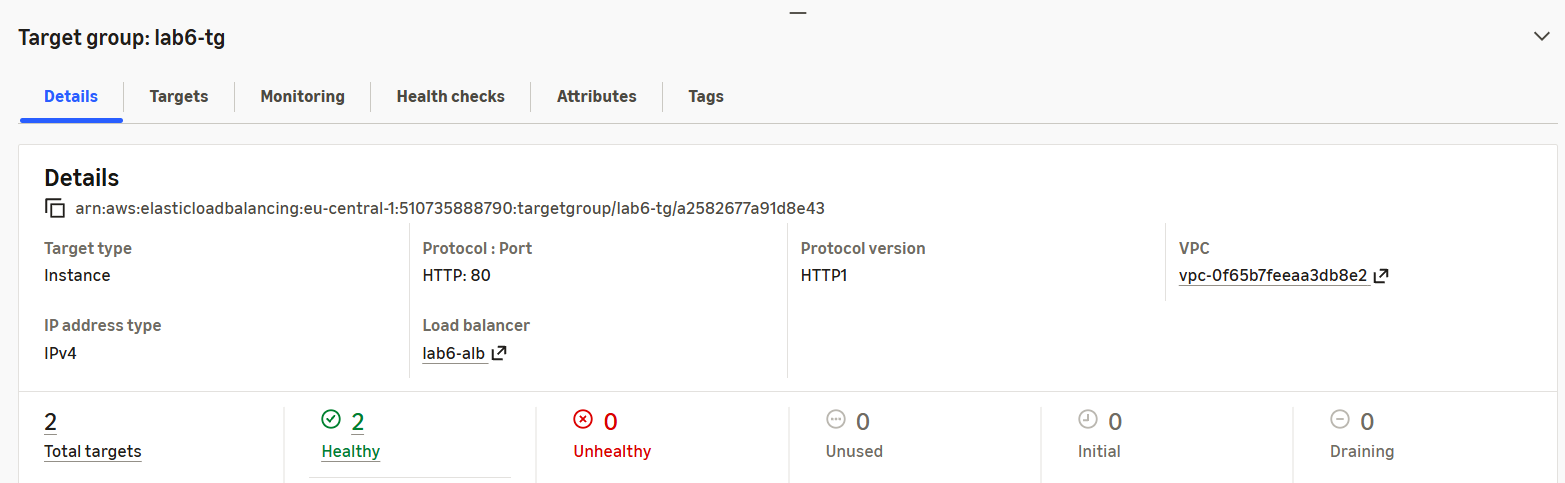 Target group: lab6-tg
Details
Targets
Monitoring
Health checks
Attributes
Tags
Details
arn:aws:elasticloadbalancing:eu-central-1:510735888790:targetgroup/lab6-tg/a2582677a91d8e43
Target type
Instance
Protocol : Port
HTTP: 80
Protocol version
HTTP1
VPC
vpc-0f65b7feeaa3db8e2
IP address type
IPv4
Load balancer
lab6-alb
2
Total targets
2
Healthy
0
Unhealthy
0
Unused
0
Initial
0
Draining